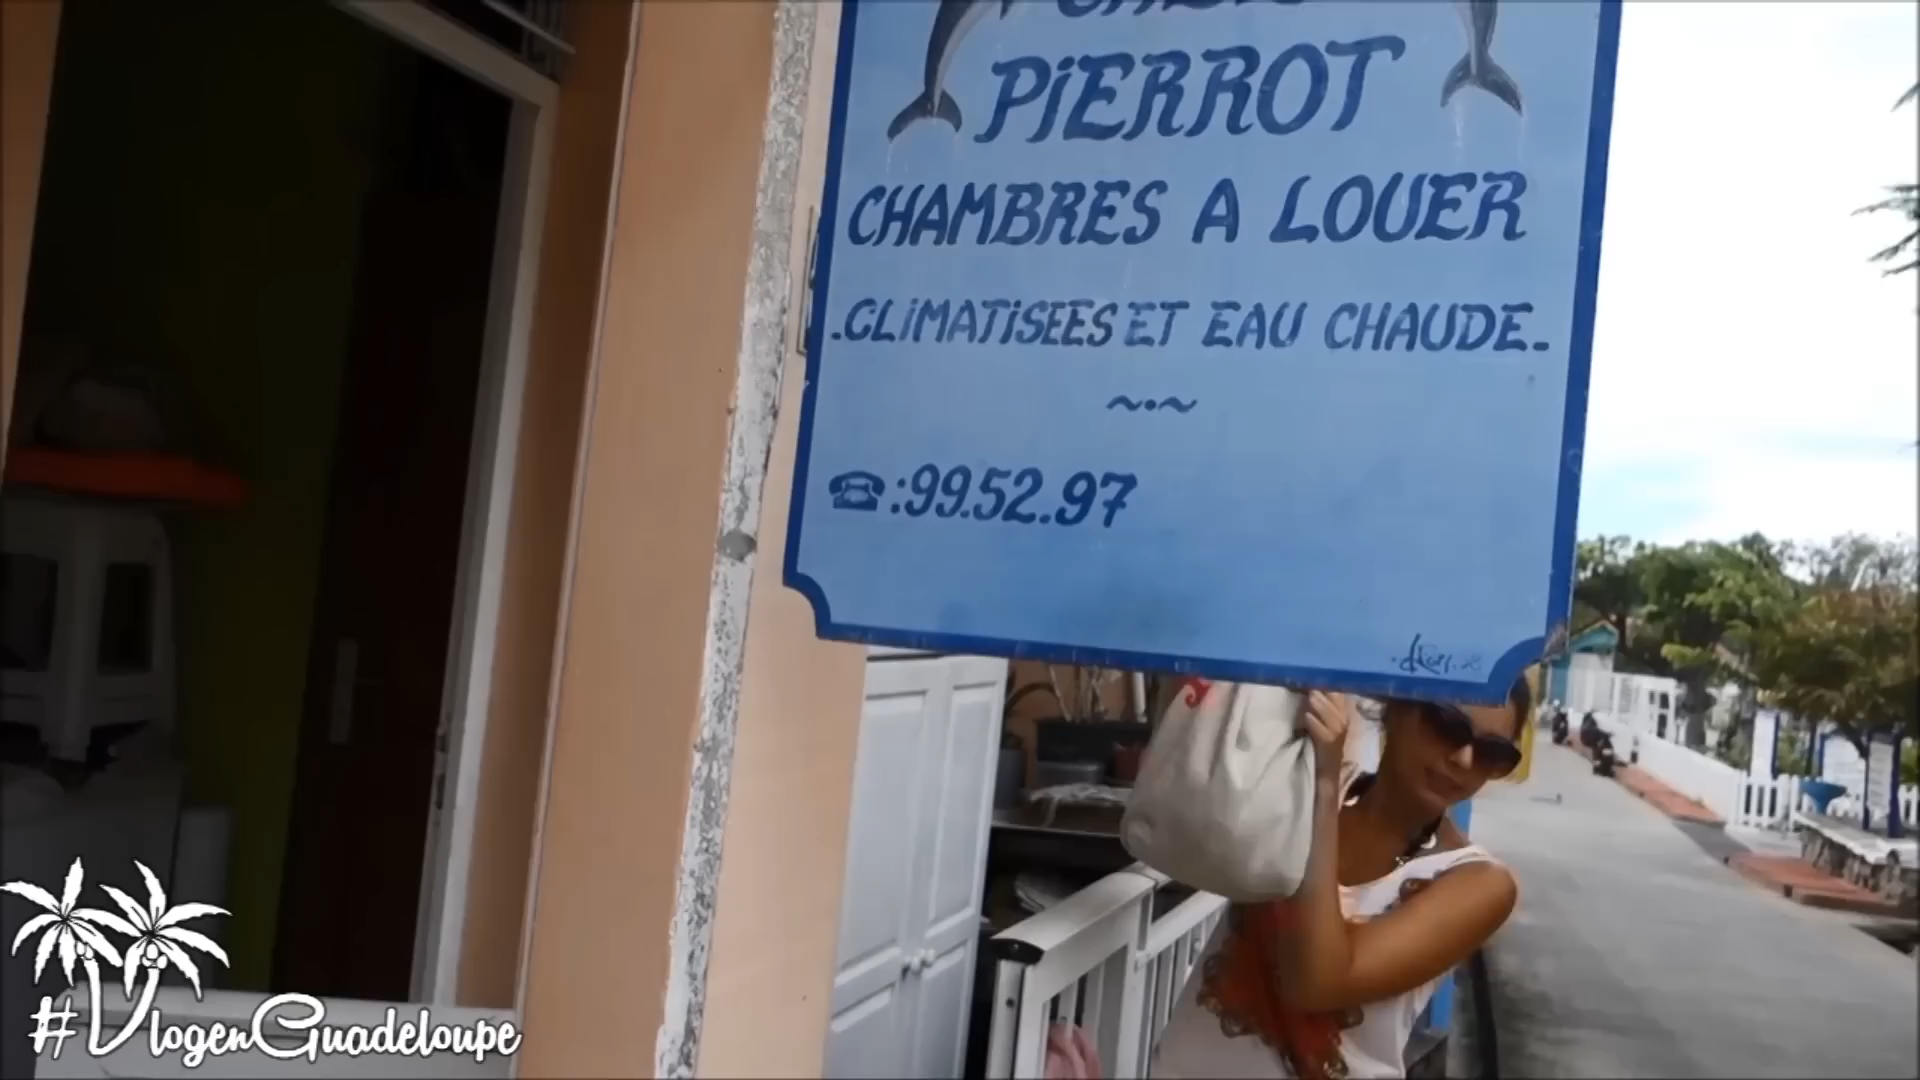 PiERROT
CHAMBRES A LOUER
.CLiMATiSEES ET EAU CHAUDE.
~.~
☎:99.52.97
#VlogenGuadeloupe